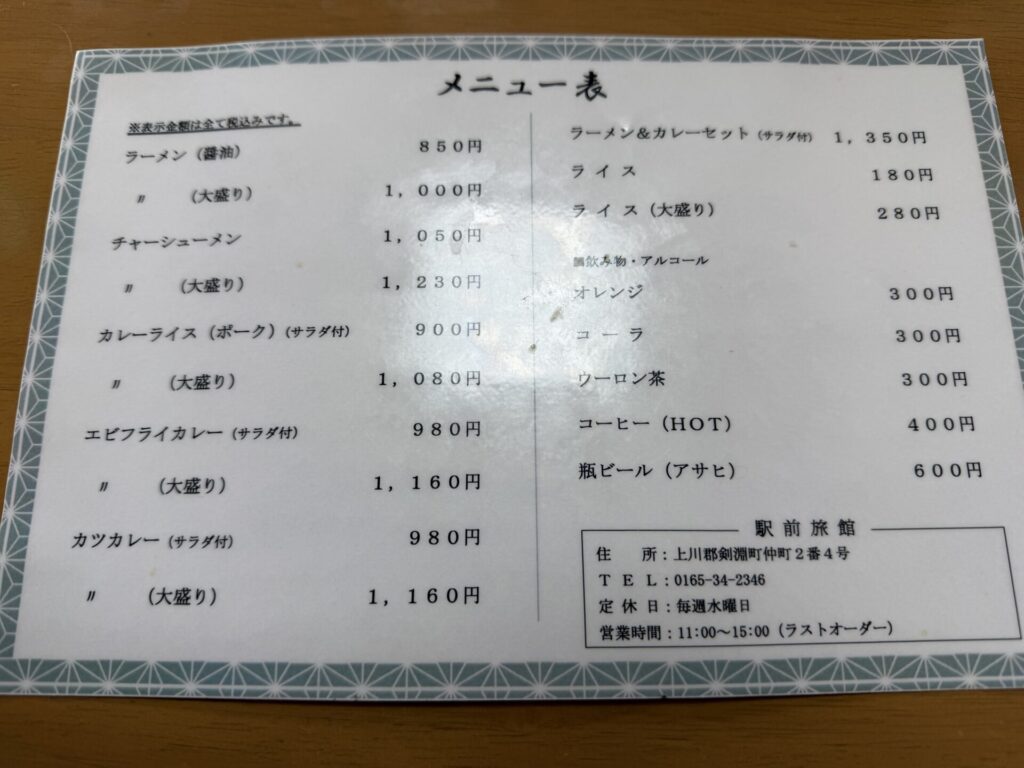 メニュー表
※表示金額は全て税込みです。
ラーメン（醤油） 850円
〃 （大盛り） 1，000円
チャーシューメン 1，050円
〃 （大盛り） 1，230円
カレーライス（ポーク）（サラダ付） 900円
〃 （大盛り） 1，080円
エビフライカレー（サラダ付） 980円
〃 （大盛り） 1，160円
カツカレー（サラダ付） 980円
〃 （大盛り） 1，160円
ラーメン＆カレーセット（サラダ付） 1，350円
ライス 180円
ライス（大盛り） 280円
■飲み物・アルコール
オレンジ 300円
コーラ 300円
ウーロン茶 300円
コーヒー（HOT） 400円
瓶ビール（アサヒ） 600円
駅前旅館
住　所：上川郡剣淵町仲町２番４号
ＴＥＬ：0165-34-2346
定休日：毎週水曜日
営業時間：11:00～15:00（ラストオーダー）